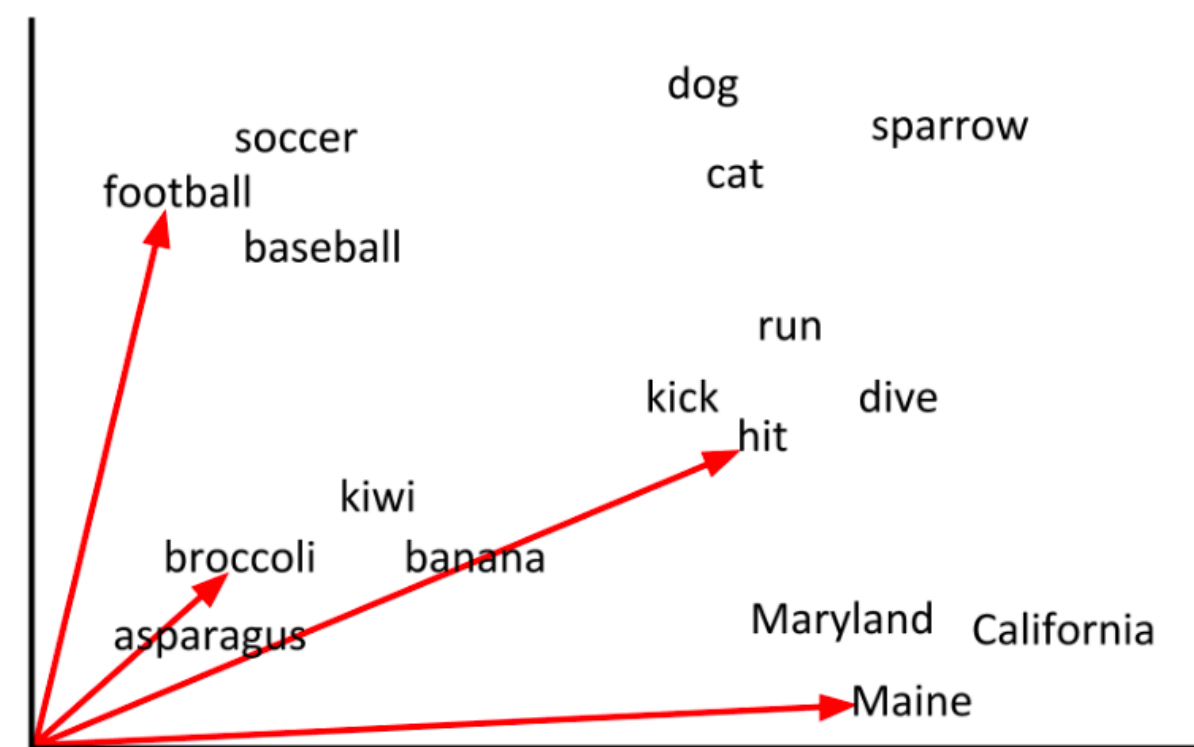 dog
sparrow
soccer
cat
football
baseball
run
kick
dive
hit
kiwi
broccoli
banana
asparagus
Maryland
California
Maine